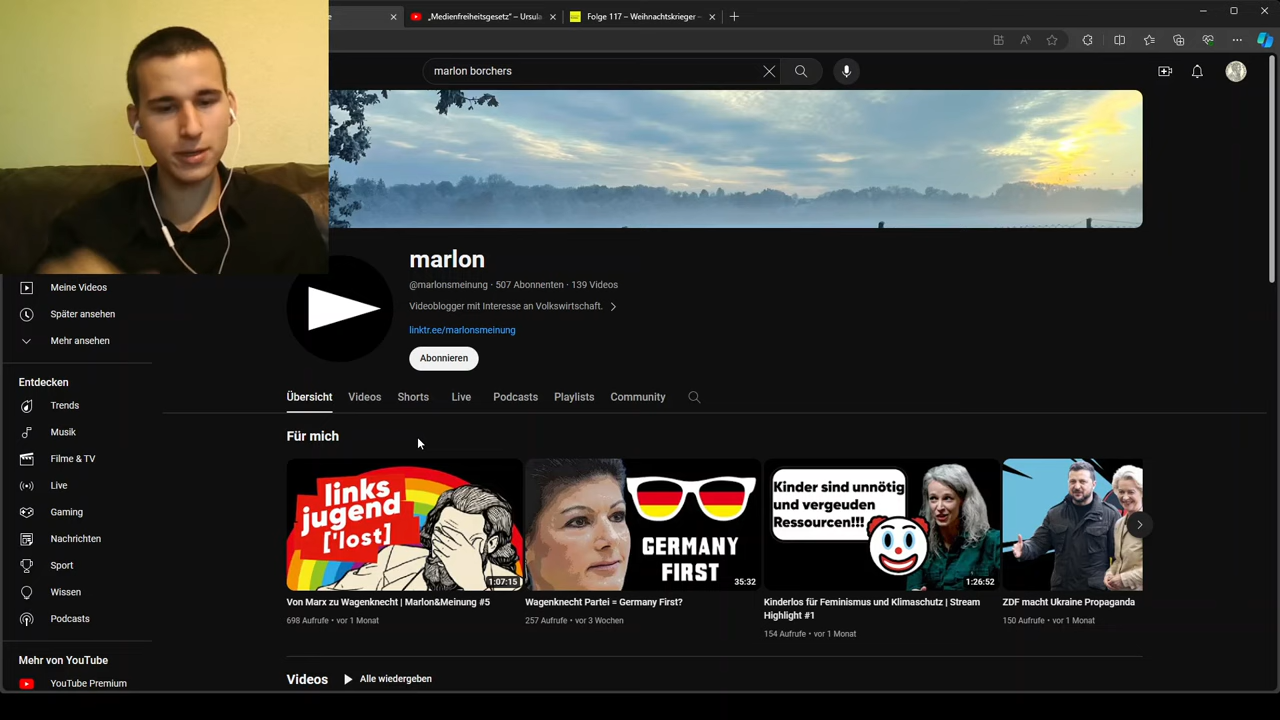 „Medienfreiheitsgesetz“ – Ursula
Folge 117 – Weihnachtskrieger –
marlon borchers
marlon
@marlonsmeinung · 507 Abonnenten · 139 Videos
Videoblogger mit Interesse an Volkswirtschaft.
linktr.ee/marlonsmeinung
Abonnieren
Übersicht Videos Shorts Live Podcasts Playlists Community
Meine Videos
Später ansehen
Mehr ansehen
Entdecken
Trends
Musik
Filme & TV
Live
Gaming
Nachrichten
Sport
Wissen
Podcasts
Mehr von YouTube
YouTube Premium
Für mich
links
jugend
['lost]
1:07:15
Von Marx zu Wagenknecht | Marlon&Meinung #5
698 Aufrufe · vor 1 Monat
GERMANY
FIRST
35:32
Wagenknecht Partei = Germany First?
257 Aufrufe · vor 3 Wochen
Kinder sind unnötig
und vergeuden
Ressourcen!!!
1:26:52
Kinderlos für Feminismus und Klimaschutz | Stream
Highlight #1
154 Aufrufe · vor 1 Monat
ZDF macht Ukraine Propaganda
150 Aufrufe · vor 1 Monat
Videos Alle wiedergeben